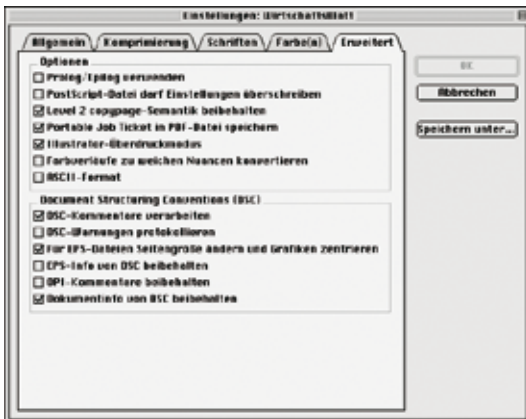 Einstellungen: Wirtschaftsblatt
Allgemein Komprimierung Schriften Farbe(n) Erweitert
Optionen
Prolog/Epilog verwenden
PostScript-Datei darf Einstellungen überschreiben
Level 2 copypage-Semantik beibehalten
Portable Job Ticket in PDF-Datei speichern
Illustrator-Überdruckmodus
Farbverläufe zu weichen Nuancen konvertieren
ASCII-Format
Document Structuring Conventions (DSC)
DSC-Kommentare verarbeiten
DSC-Warnungen protokollieren
Für EPS-Dateien Seitengröße ändern und Grafiken zentrieren
EPS-Info von DSC beibehalten
OPI-Kommentare beibehalten
Dokumentinfo von DSC beibehalten
OK
Abbrechen
Speichern unter...